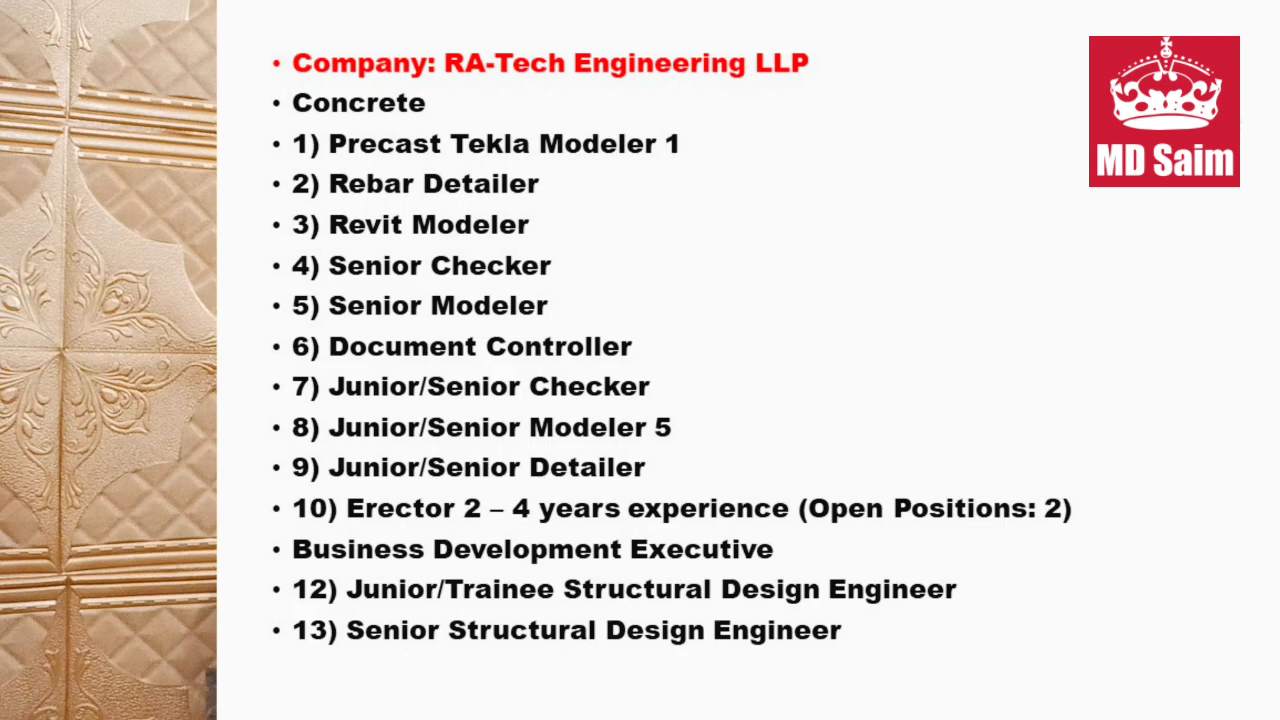 • Company: RA-Tech Engineering LLP
• Concrete
• 1) Precast Tekla Modeler 1
• 2) Rebar Detailer
• 3) Revit Modeler
• 4) Senior Checker
• 5) Senior Modeler
• 6) Document Controller
• 7) Junior/Senior Checker
• 8) Junior/Senior Modeler 5
• 9) Junior/Senior Detailer
• 10) Erector 2 – 4 years experience (Open Positions: 2)
• Business Development Executive
• 12) Junior/Trainee Structural Design Engineer
• 13) Senior Structural Design Engineer
MD Saim